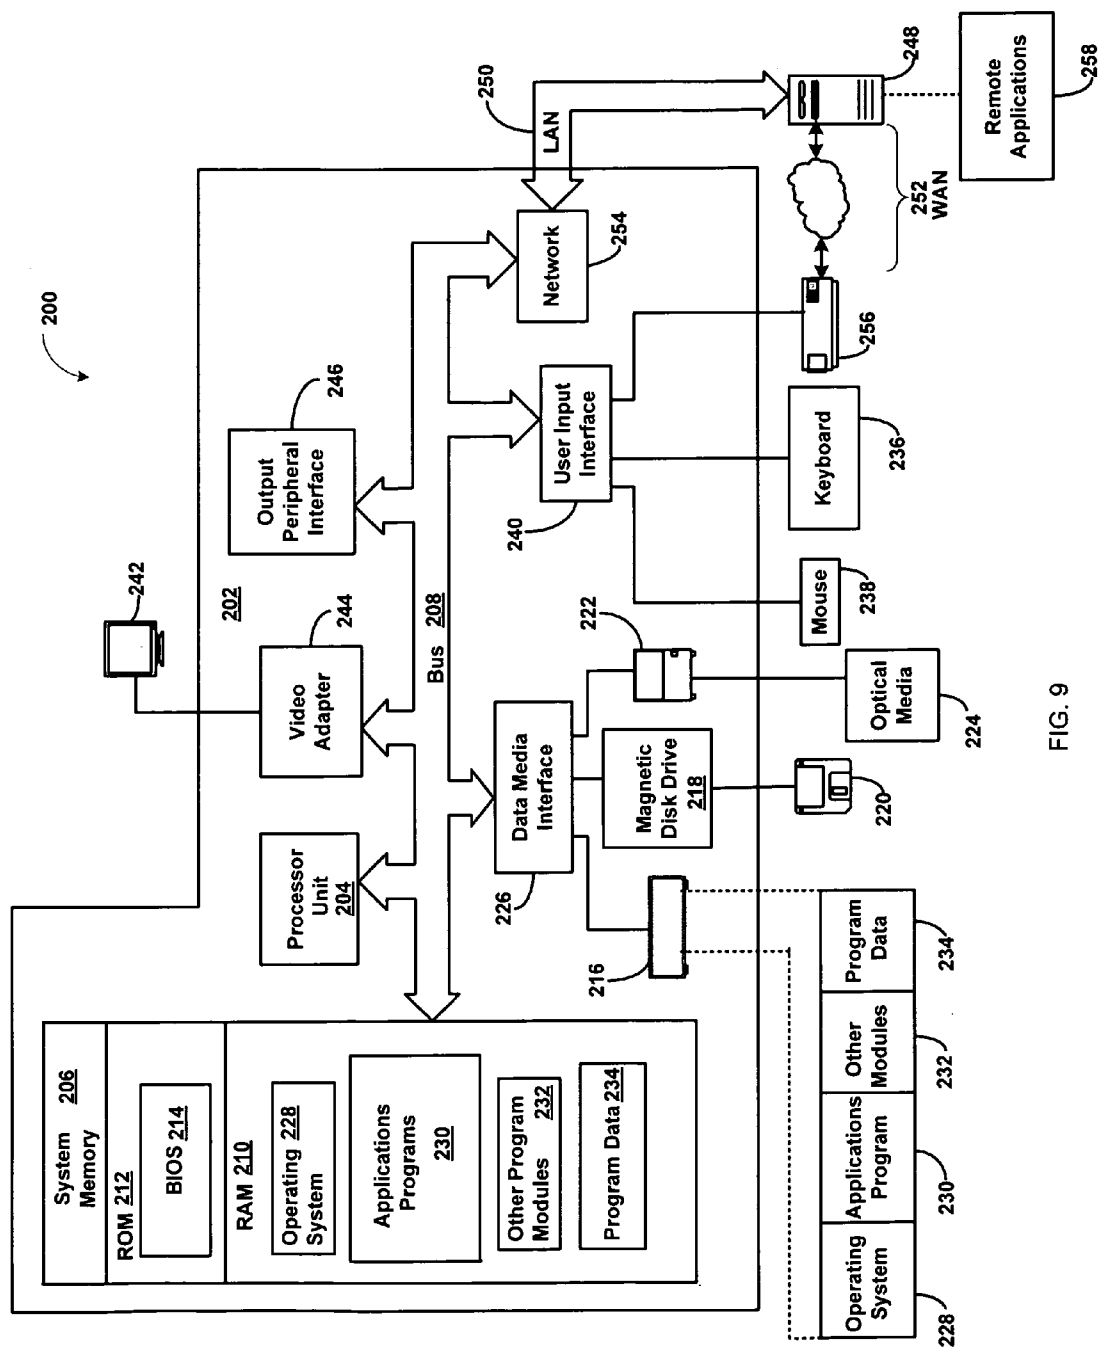 200
242
System
Memory 206
ROM 212
BIOS 214
RAM 210
Operating 228
System
Applications
Programs
230
Other Program
Modules 232
Program Data 234
Processor
Unit 204
Video
Adapter
244
202
Output
Peripheral
Interface
246
Bus 208
Data Media
Interface
226
User Input
Interface
240
Network
254
LAN
250
216
Magnetic
Disk Drive
218
222
Mouse
238
Keyboard
236
256
252
WAN
248
Remote
Applications
258
220
Optical
Media
224
Operating
System
228
Applications
Program
230
Other
Modules
232
Program
Data
234
FIG. 9